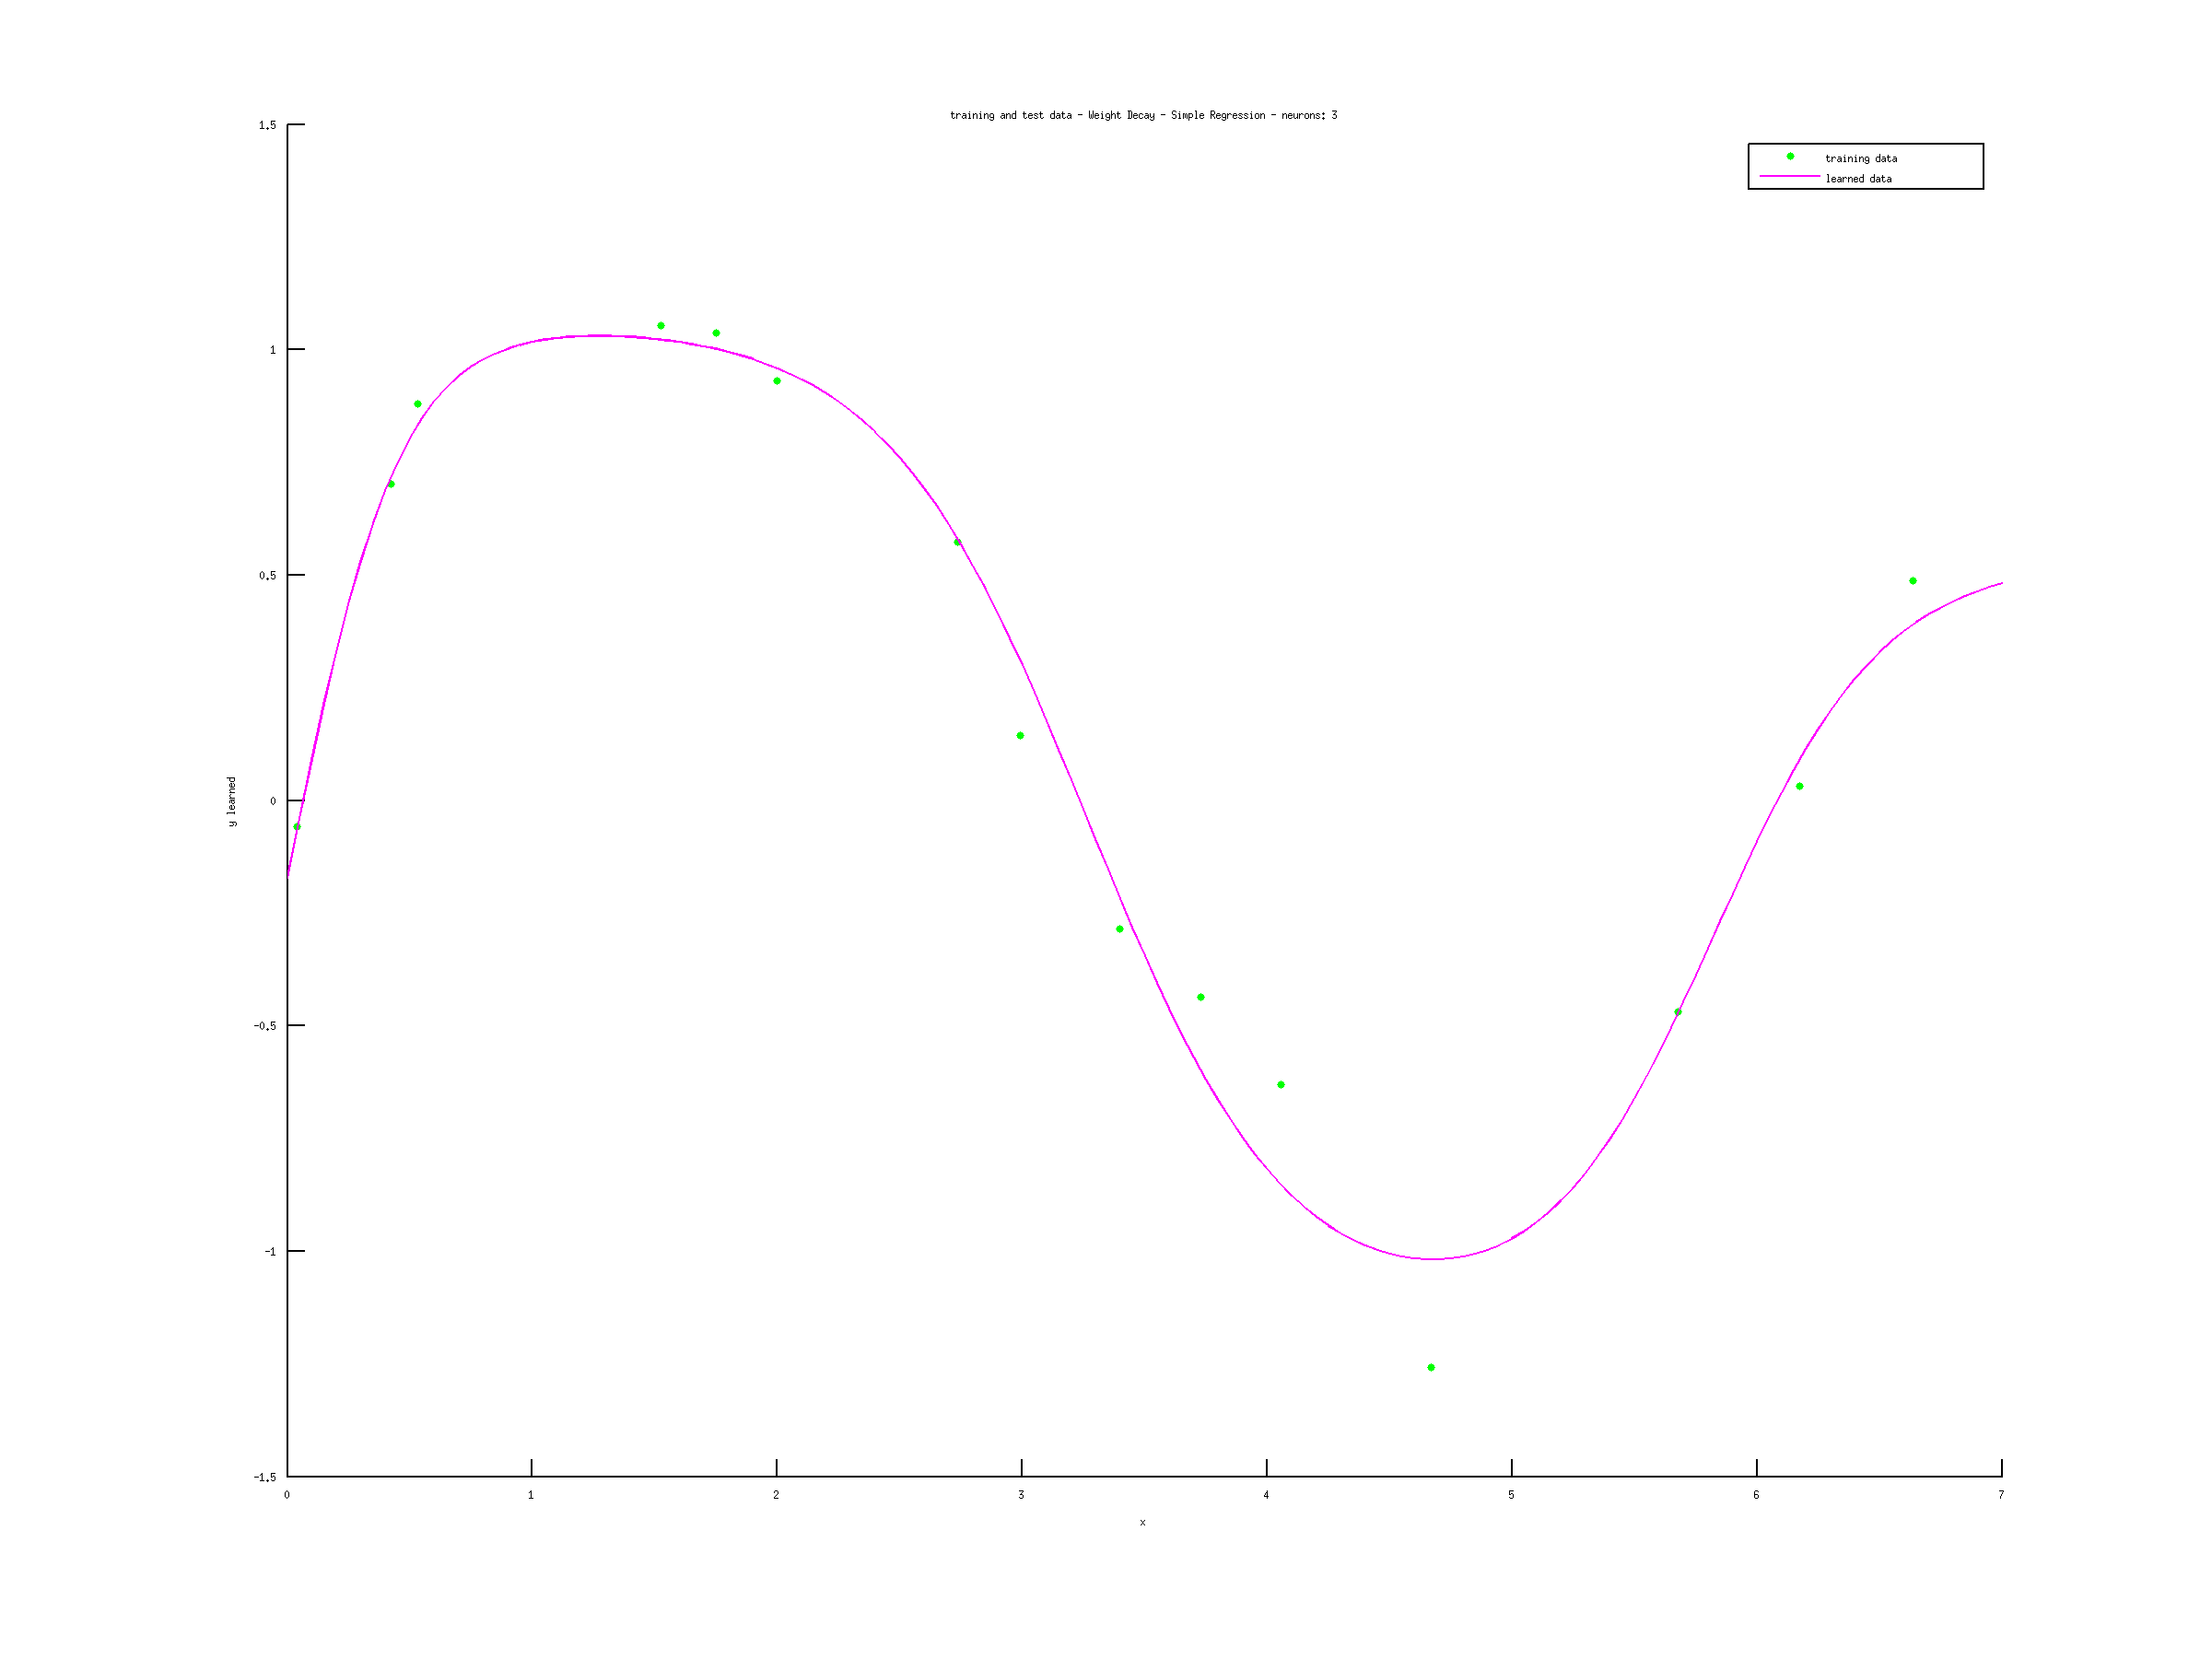 training and test data - Weight Decay - Simple Regression - neurons: 3
training data
learned data
1.5
1
0.5
0
-0.5
-1
-1.5
y learned
0 1 2 3 4 5 6 7
x